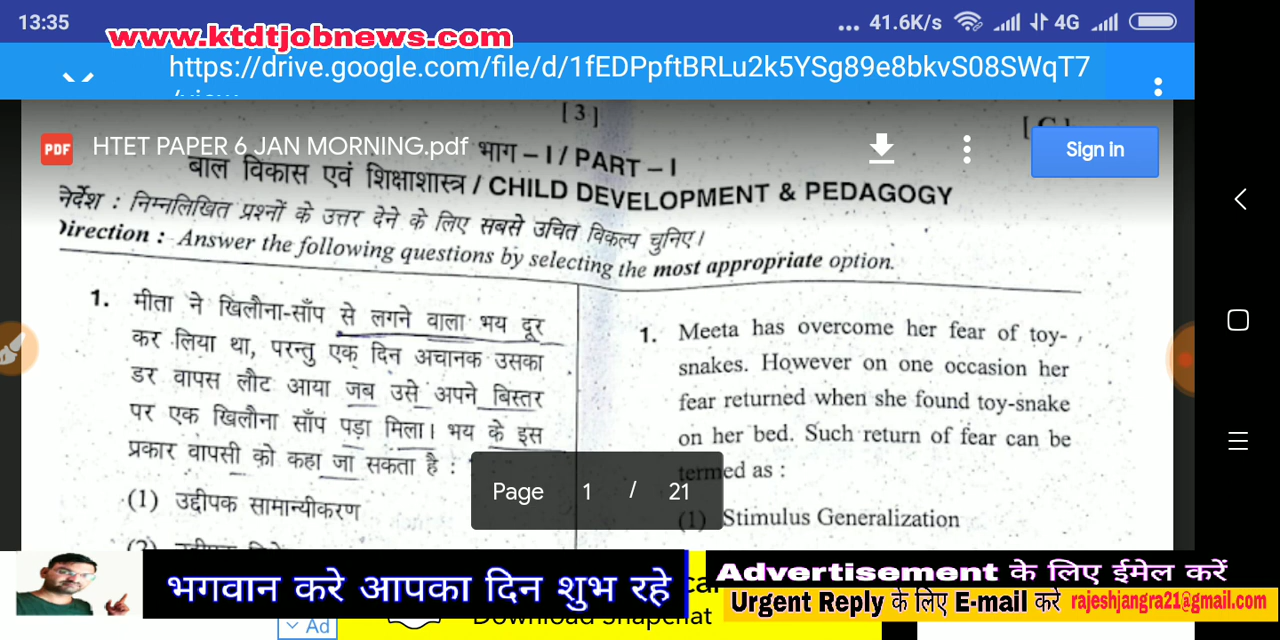 13:35
... 41.6K/s 4G
www.ktdtjobnews.com
https://drive.google.com/file/d/1fEDPpftBRLu2k5YSg89e8bkvS08SWqT7
/view
[3]
[C]
PDF HTET PAPER 6 JAN MORNING.pdf
Sign in
भाग – I / PART – I
बाल विकास एवं शिक्षाशास्त्र / CHILD DEVELOPMENT & PEDAGOGY
निम्नलिखित प्रश्नों के उत्तर देने के लिए सबसे उचित विकल्प चुनिए।
Answer the following questions by selecting the most appropriate option.
1. मीता ने खिलौना-साँप से लगने वाला भय दूर
कर लिया था, परन्तु एक दिन अचानक उसका
डर वापस लौट आया जब उसे अपने बिस्तर
पर एक खिलौना साँप पड़ा मिला। भय के इस
प्रकार वापसी को कहा जा सकता है :
(1) उद्दीपक सामान्यीकरण
1. Meeta has overcome her fear of toy-
snakes. However on one occasion her
fear returned when she found toy-snake
on her bed. Such return of fear can be
termed as :
(1) Stimulus Generalization
Page 1 / 21
भगवान करे आपका दिन शुभ रहे
Advertisement के लिए ईमेल करें
Urgent Reply के लिए E-mail करे rajeshjangra21@gmail.com
Download Snapchat
Ad